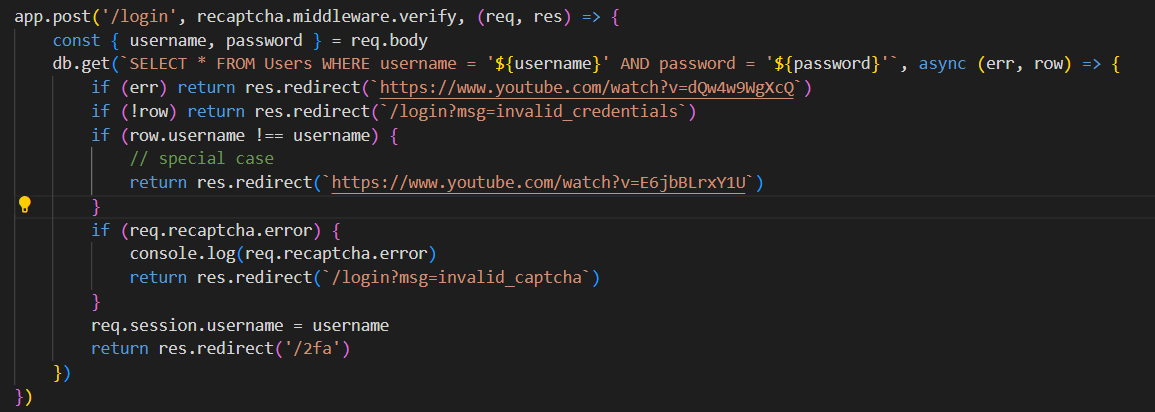 app.post('/login', recaptcha.middleware.verify, (req, res) => {
    const { username, password } = req.body
    db.get(`SELECT * FROM Users WHERE username = '${username}' AND password = '${password}'`, async (err, row) => {
        if (err) return res.redirect(`https://www.youtube.com/watch?v=dQw4w9WgXcQ`)
        if (!row) return res.redirect(`/login?msg=invalid_credentials`)
        if (row.username !== username) {
            // special case
            return res.redirect(`https://www.youtube.com/watch?v=E6jbBLrxY1U`)
        }
        if (req.recaptcha.error) {
            console.log(req.recaptcha.error)
            return res.redirect(`/login?msg=invalid_captcha`)
        }
        req.session.username = username
        return res.redirect('/2fa')
    })
})